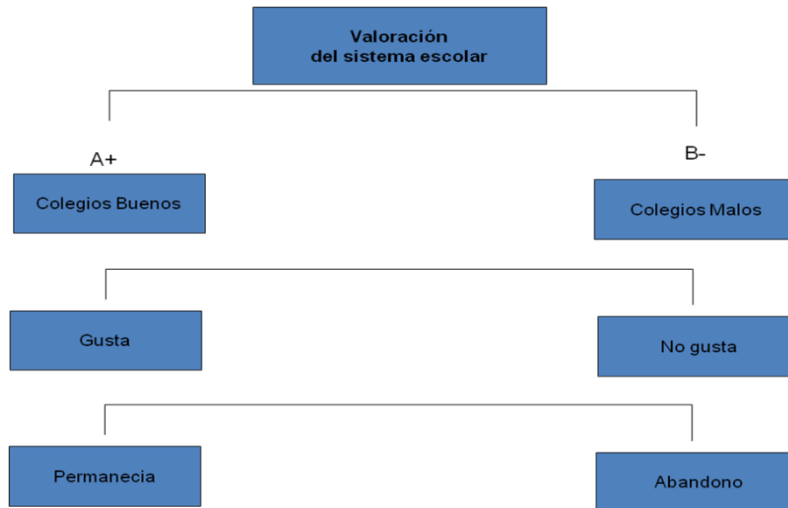 Valoración
del sistema escolar
A+
B-
Colegios Buenos
Colegios Malos
Gusta
No gusta
Permanecia
Abandono